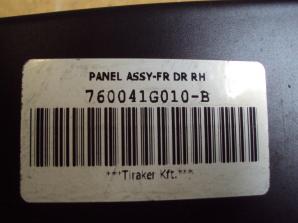 PANEL ASSY-FR DR RH
760041G010-B
***Tiraker Kft.***